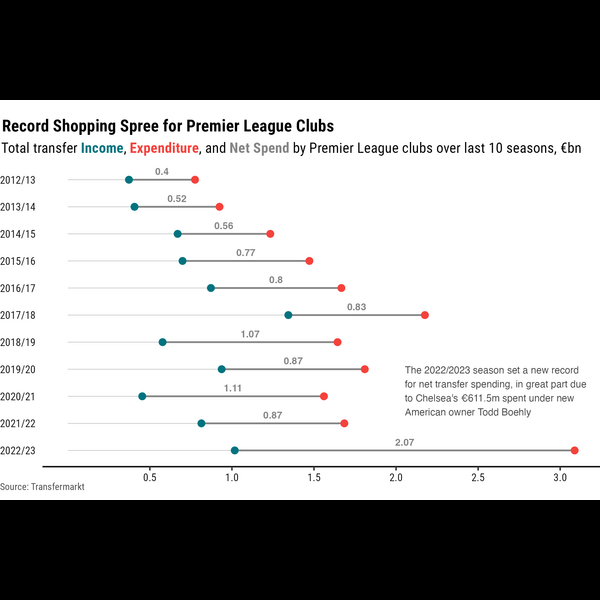 Record Shopping Spree for Premier League Clubs
Total transfer Income, Expenditure, and Net Spend by Premier League clubs over last 10 seasons, €bn
2012/13 0.4
2013/14 0.52
2014/15 0.56
2015/16 0.77
2016/17 0.8
2017/18 0.83
2018/19 1.07
2019/20 0.87
The 2022/2023 season set a new record
for net transfer spending, in great part due
to Chelsea's €611.5m spent under new
American owner Todd Boehly
2020/21 1.11
2021/22 0.87
2022/23 2.07
0.5 1.0 1.5 2.0 2.5 3.0
Source: Transfermarkt